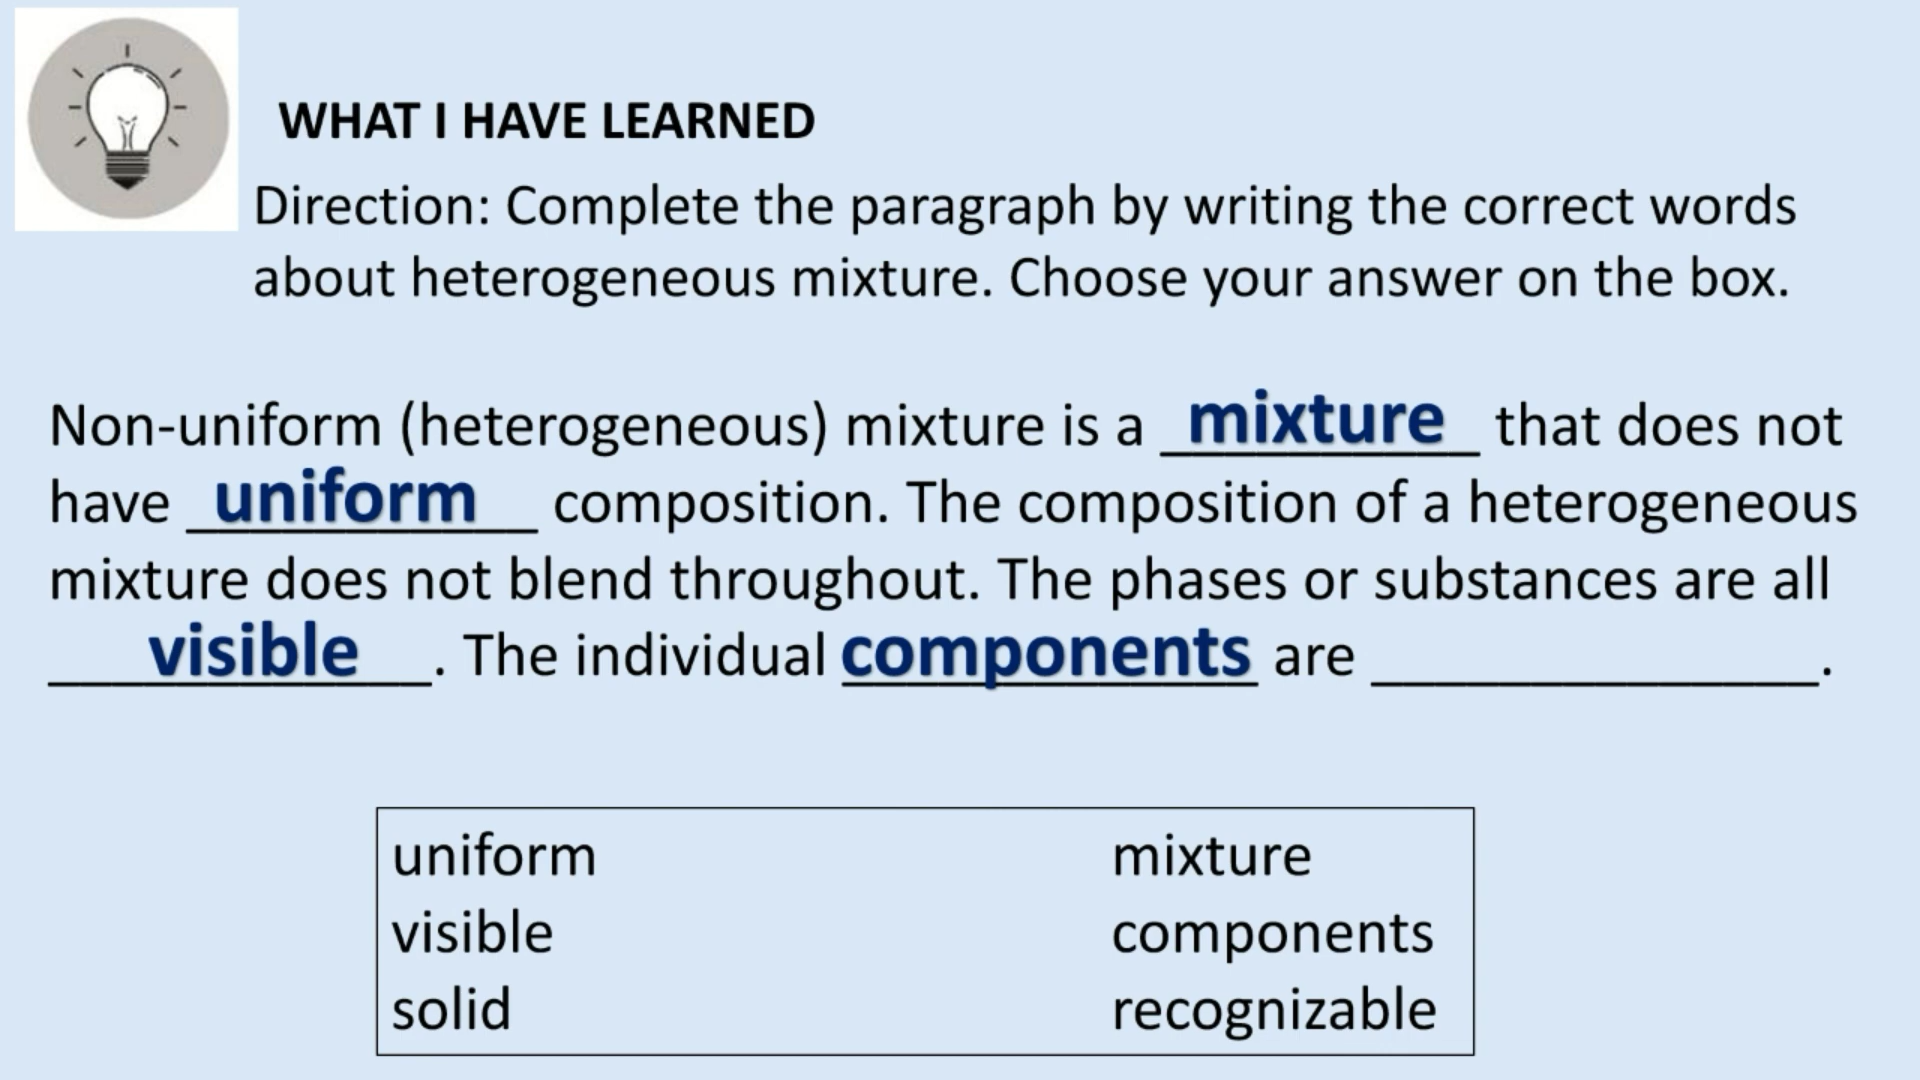 WHAT I HAVE LEARNED
Direction: Complete the paragraph by writing the correct words
about heterogeneous mixture. Choose your answer on the box.
Non-uniform (heterogeneous) mixture is a mixture that does not
have uniform composition. The composition of a heterogeneous
mixture does not blend throughout. The phases or substances are all
visible. The individual components are ______________.
uniform mixture
visible components
solid recognizable